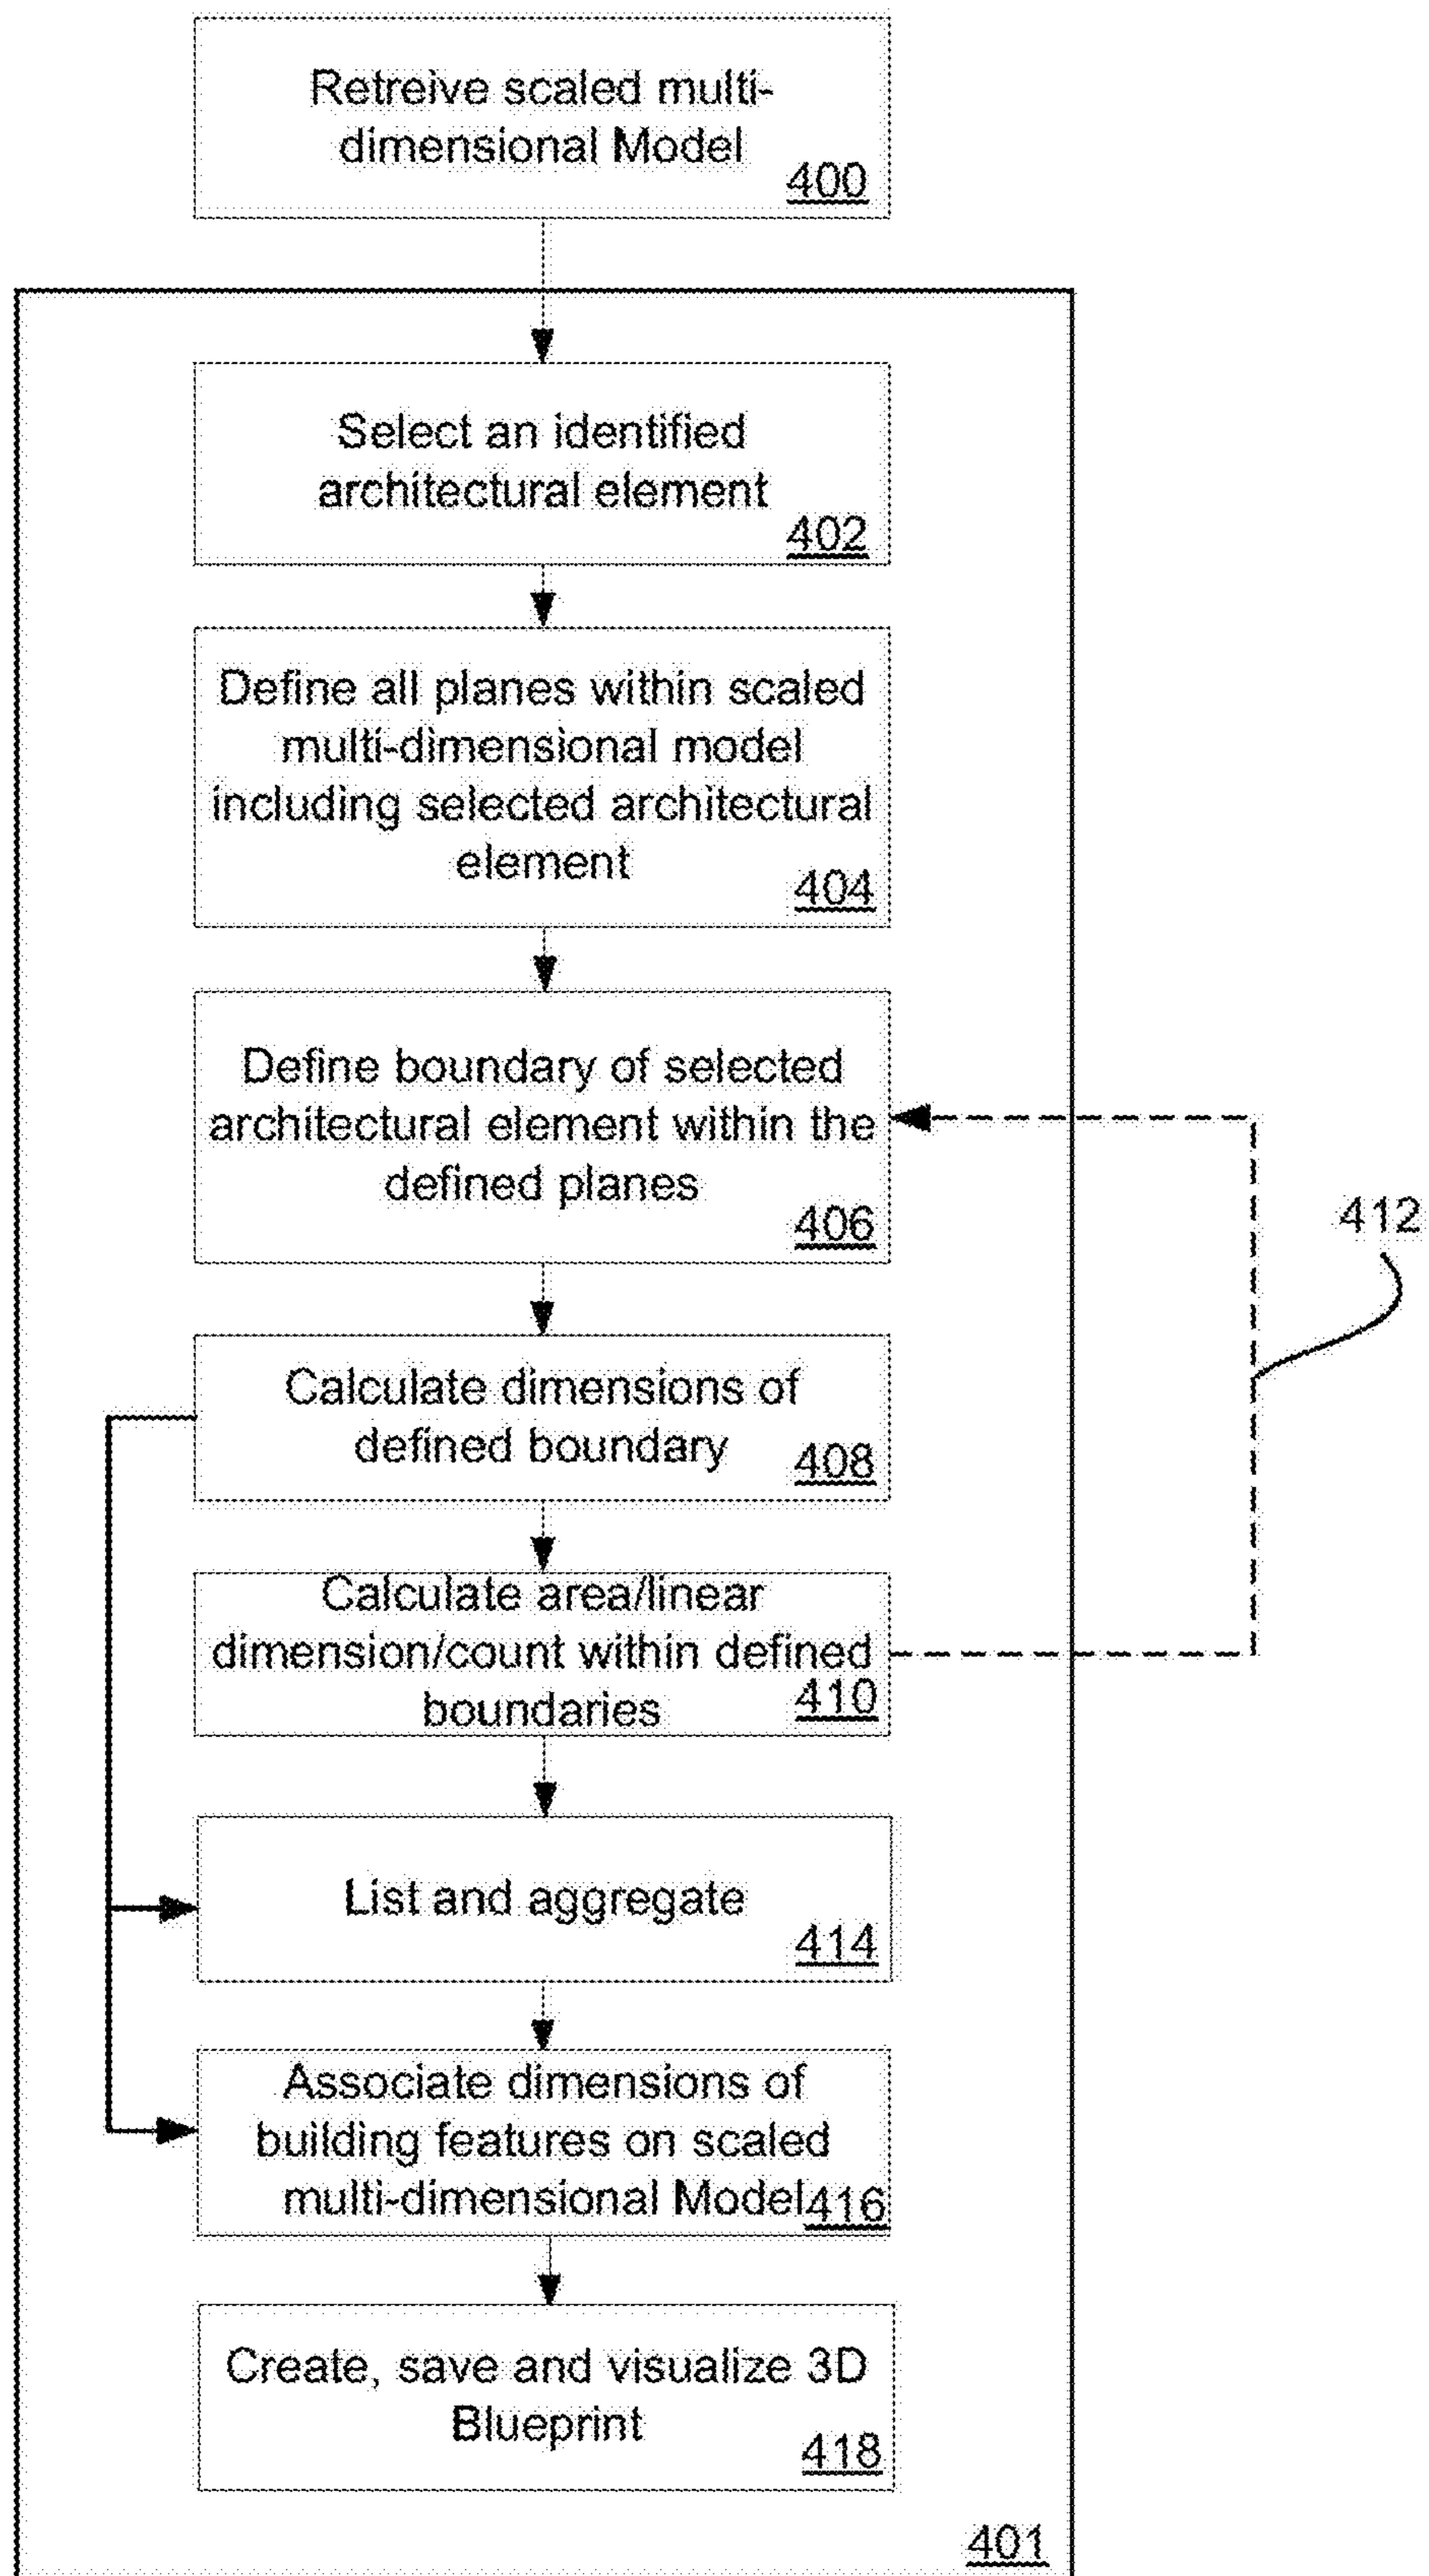 Retreive scaled multi-
dimensional Model
400
Select an identified
architectural element
402
Define all planes within scaled
multi-dimensional model
including selected architectural
element
404
Define boundary of selected
architectural element within the
defined planes
406
412
Calculate dimensions of
defined boundary
408
Calculate area/linear
dimension/count within defined
boundaries
410
List and aggregate
414
Associate dimensions of
building features on scaled
multi-dimensional Model
416
Create, save and visualize 3D
Blueprint
418
401